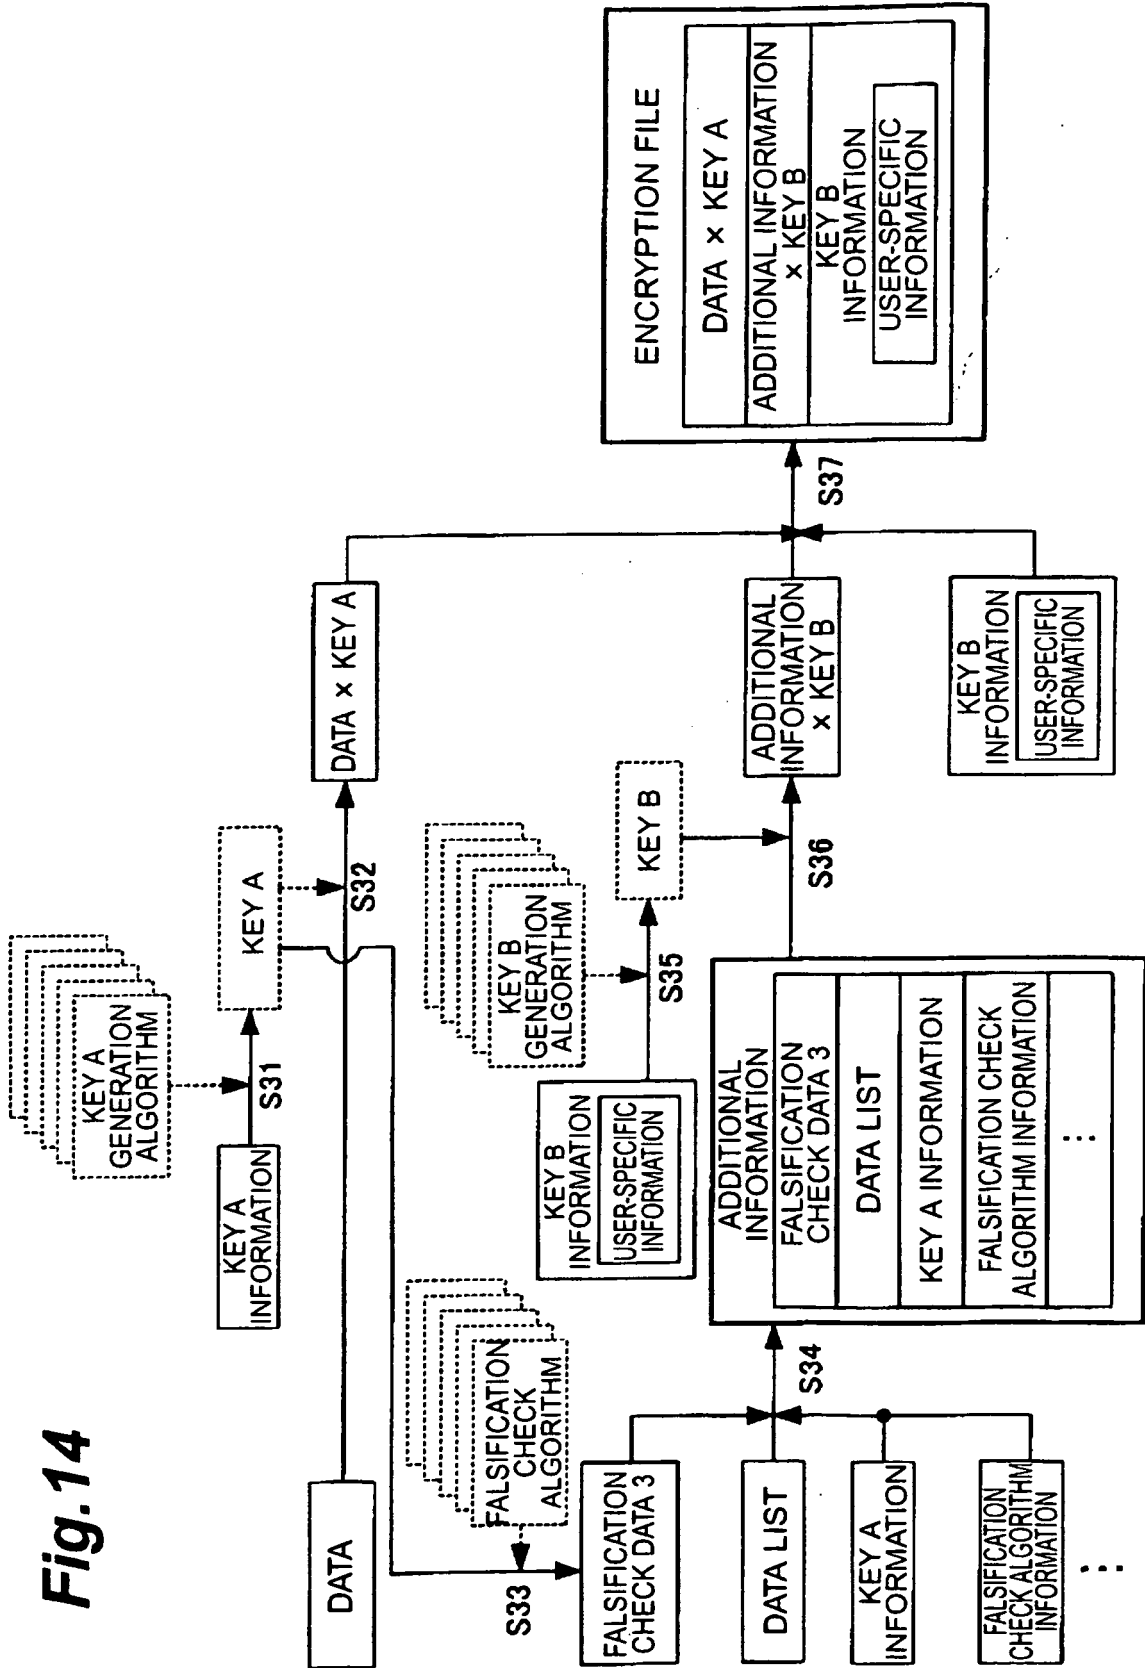 Fig.14
KEY A
GENERATION
ALGORITHM
KEY A
INFORMATION
S31
KEY A
DATA
S32
DATA × KEY A
FALSIFICATION
CHECK
ALGORITHM
S33
KEY B
GENERATION
ALGORITHM
KEY B
INFORMATION
USER-SPECIFIC
INFORMATION
S35
KEY B
FALSIFICATION
CHECK DATA 3
DATA LIST
KEY A
INFORMATION
FALSIFICATION
CHECK ALGORITHM
INFORMATION
...
S34
ADDITIONAL
INFORMATION
FALSIFICATION
CHECK DATA 3
DATA LIST
KEY A INFORMATION
FALSIFICATION CHECK
ALGORITHM INFORMATION
...
S36
ADDITIONAL
INFORMATION
× KEY B
KEY B
INFORMATION
USER-SPECIFIC
INFORMATION
S37
ENCRYPTION FILE
DATA × KEY A
ADDITIONAL INFORMATION
× KEY B
KEY B
INFORMATION
USER-SPECIFIC
INFORMATION